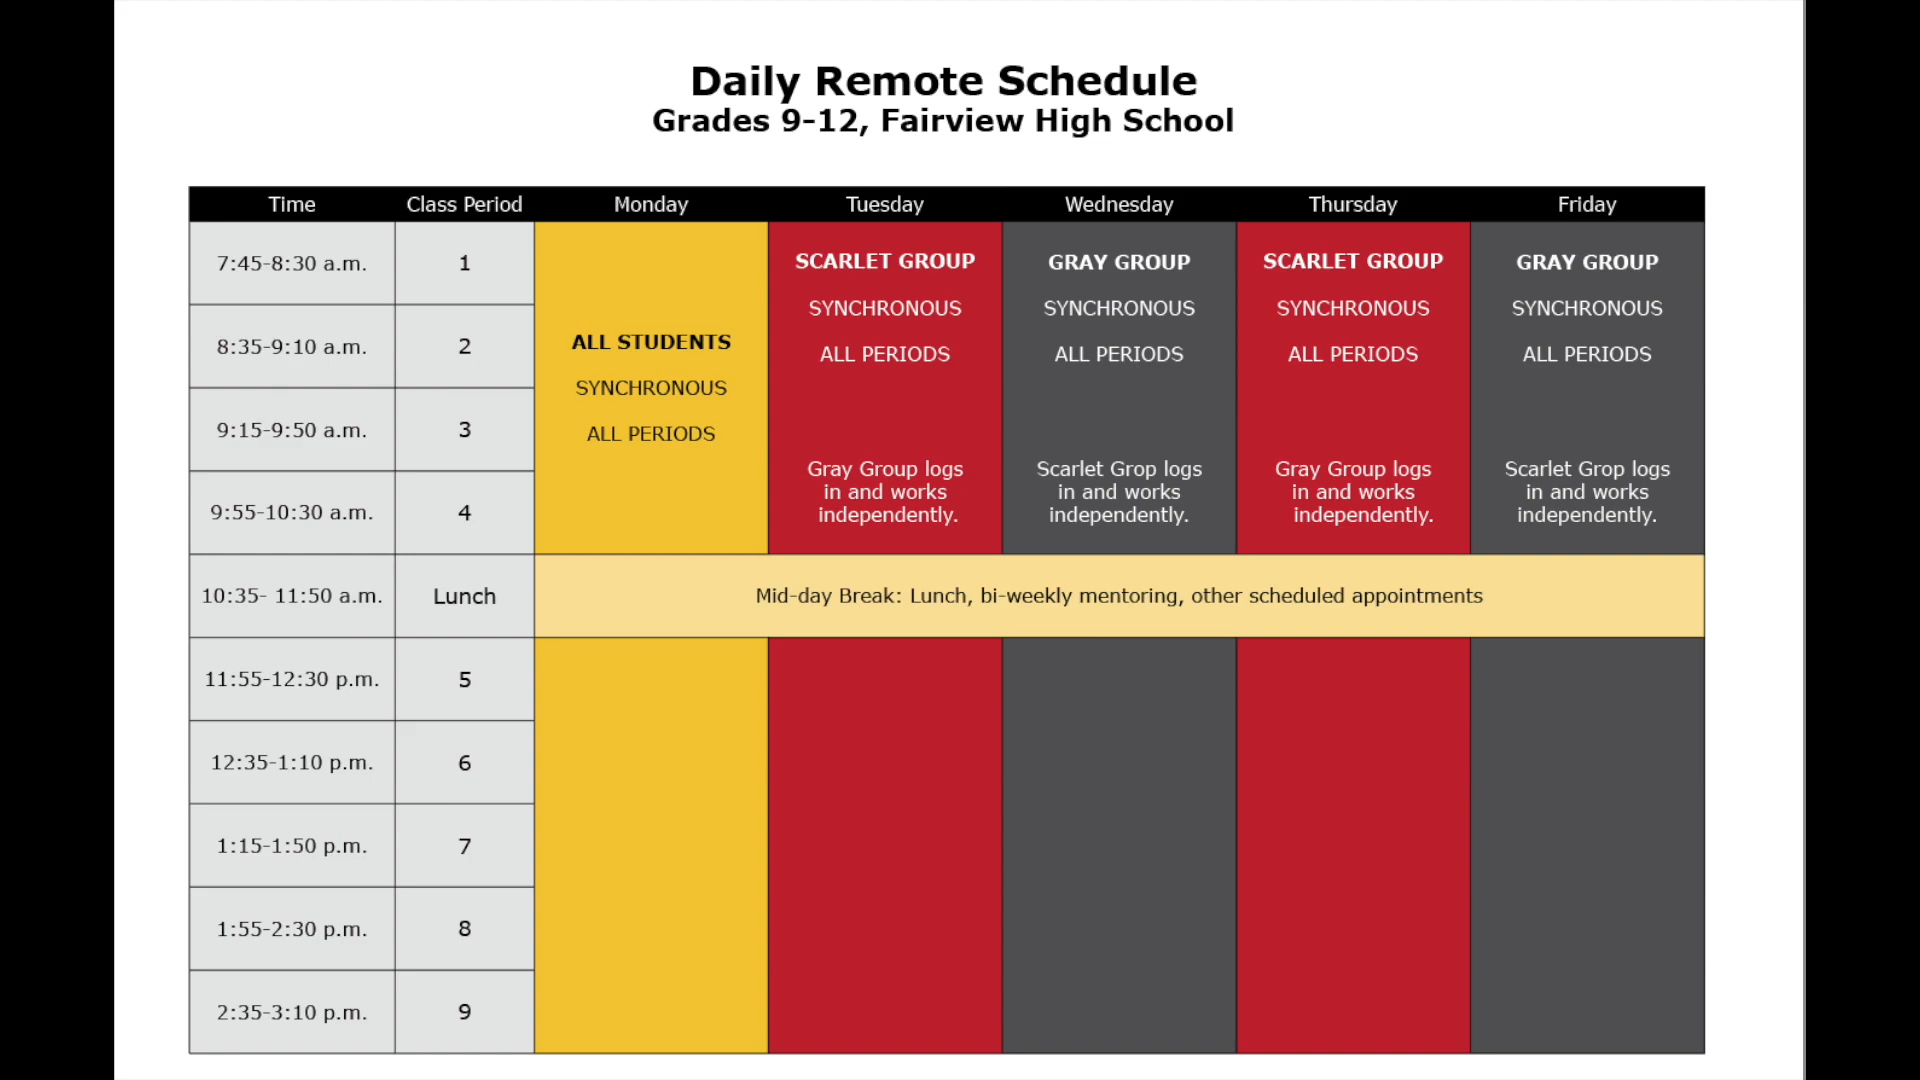 Daily Remote Schedule
Grades 9-12, Fairview High School
Time Class Period Monday Tuesday Wednesday Thursday Friday
7:45-8:30 a.m. 1
8:35-9:10 a.m. 2
9:15-9:50 a.m. 3
9:55-10:30 a.m. 4
ALL STUDENTS
SYNCHRONOUS
ALL PERIODS
SCARLET GROUP
SYNCHRONOUS
ALL PERIODS
Gray Group logs
in and works
independently.
GRAY GROUP
SYNCHRONOUS
ALL PERIODS
Scarlet Grop logs
in and works
independently.
SCARLET GROUP
SYNCHRONOUS
ALL PERIODS
Gray Group logs
in and works
independently.
GRAY GROUP
SYNCHRONOUS
ALL PERIODS
Scarlet Grop logs
in and works
independently.
10:35- 11:50 a.m. Lunch Mid-day Break: Lunch, bi-weekly mentoring, other scheduled appointments
11:55-12:30 p.m. 5
12:35-1:10 p.m. 6
1:15-1:50 p.m. 7
1:55-2:30 p.m. 8
2:35-3:10 p.m. 9